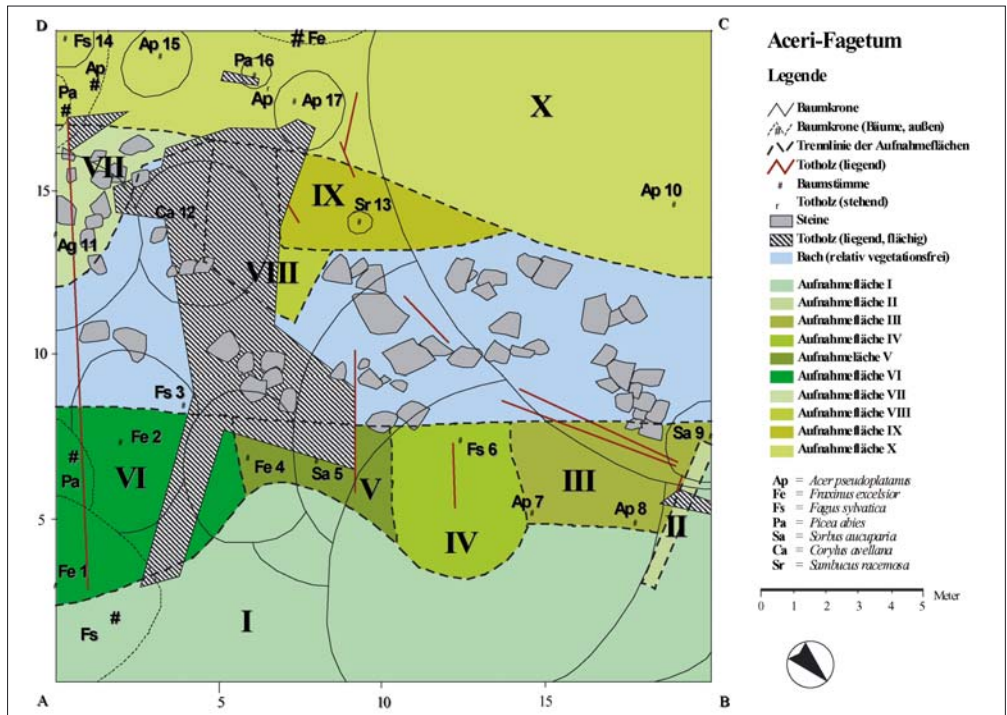 D
C
Fs 14
Ap 15
# Fe
Ap
#
Pa 16
Pa
#
Ap
Ap 17
X
VII
IX
15
Ca 12
Sr 13
Ap 10
Ag 11
VIII
10
Fs 3
Fe 2
VI
#
Pa
Fe 4
Sa 5
V
Fs 6
IV
III
Sa 9
Ap 7
Ap 8
II
5
Fe 1
#
Fs
I
A
5
10
15
B
Aceri-Fagetum
Legende
Baumkrone
Baumkrone (Bäume, außen)
Trennlinie der Aufnahmeflächen
Totholz (liegend)
Baumstämme
Totholz (stehend)
Steine
Totholz (liegend, flächig)
Bach (relativ vegetationsfrei)
Aufnahmefläche I
Aufnahmefläche II
Aufnahmefläche III
Aufnahmefläche IV
Aufnahmeläche V
Aufnahmefläche VI
Aufnahmefläche VII
Aufnahmefläche VIII
Aufnahmefläche IX
Aufnahmefläche X
Ap = Acer pseudoplatanus
Fe = Fraxinus excelsior
Fs = Fagus sylvatica
Pa = Picea abies
Sa = Sorbus aucuparia
Ca = Corylus avellana
Sr = Sambucus racemosa
0 1 2 3 4 5 Meter